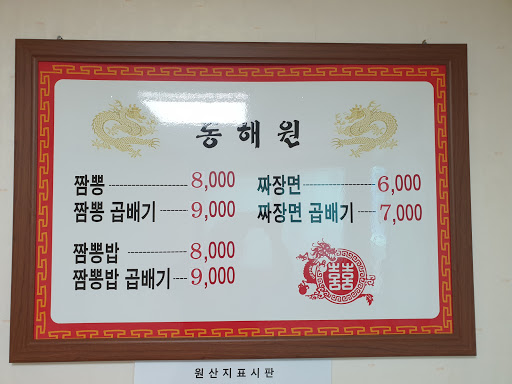 동해원
짬뽕 8,000
짬뽕 곱배기 9,000
짬뽕밥 8,000
짬뽕밥 곱배기 9,000
짜장면 6,000
짜장면 곱배기 7,000
囍
원산지표시판